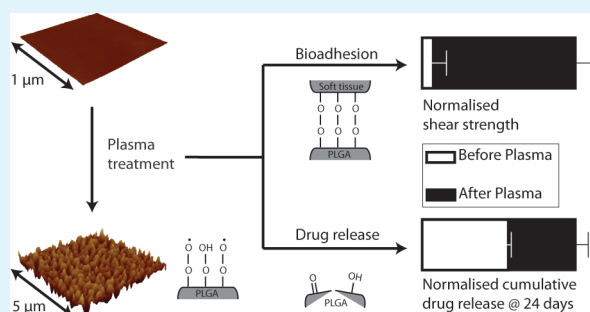 1 µm
Plasma
treatment
5 µm
Bioadhesion
Soft tissue
O O O
O O O
O O O
PLGA
Normalised
shear strength
Before Plasma
After Plasma
Drug release
O OH O
O O O
PLGA
O OH
PLGA
Normalised cumulative
drug release @ 24 days